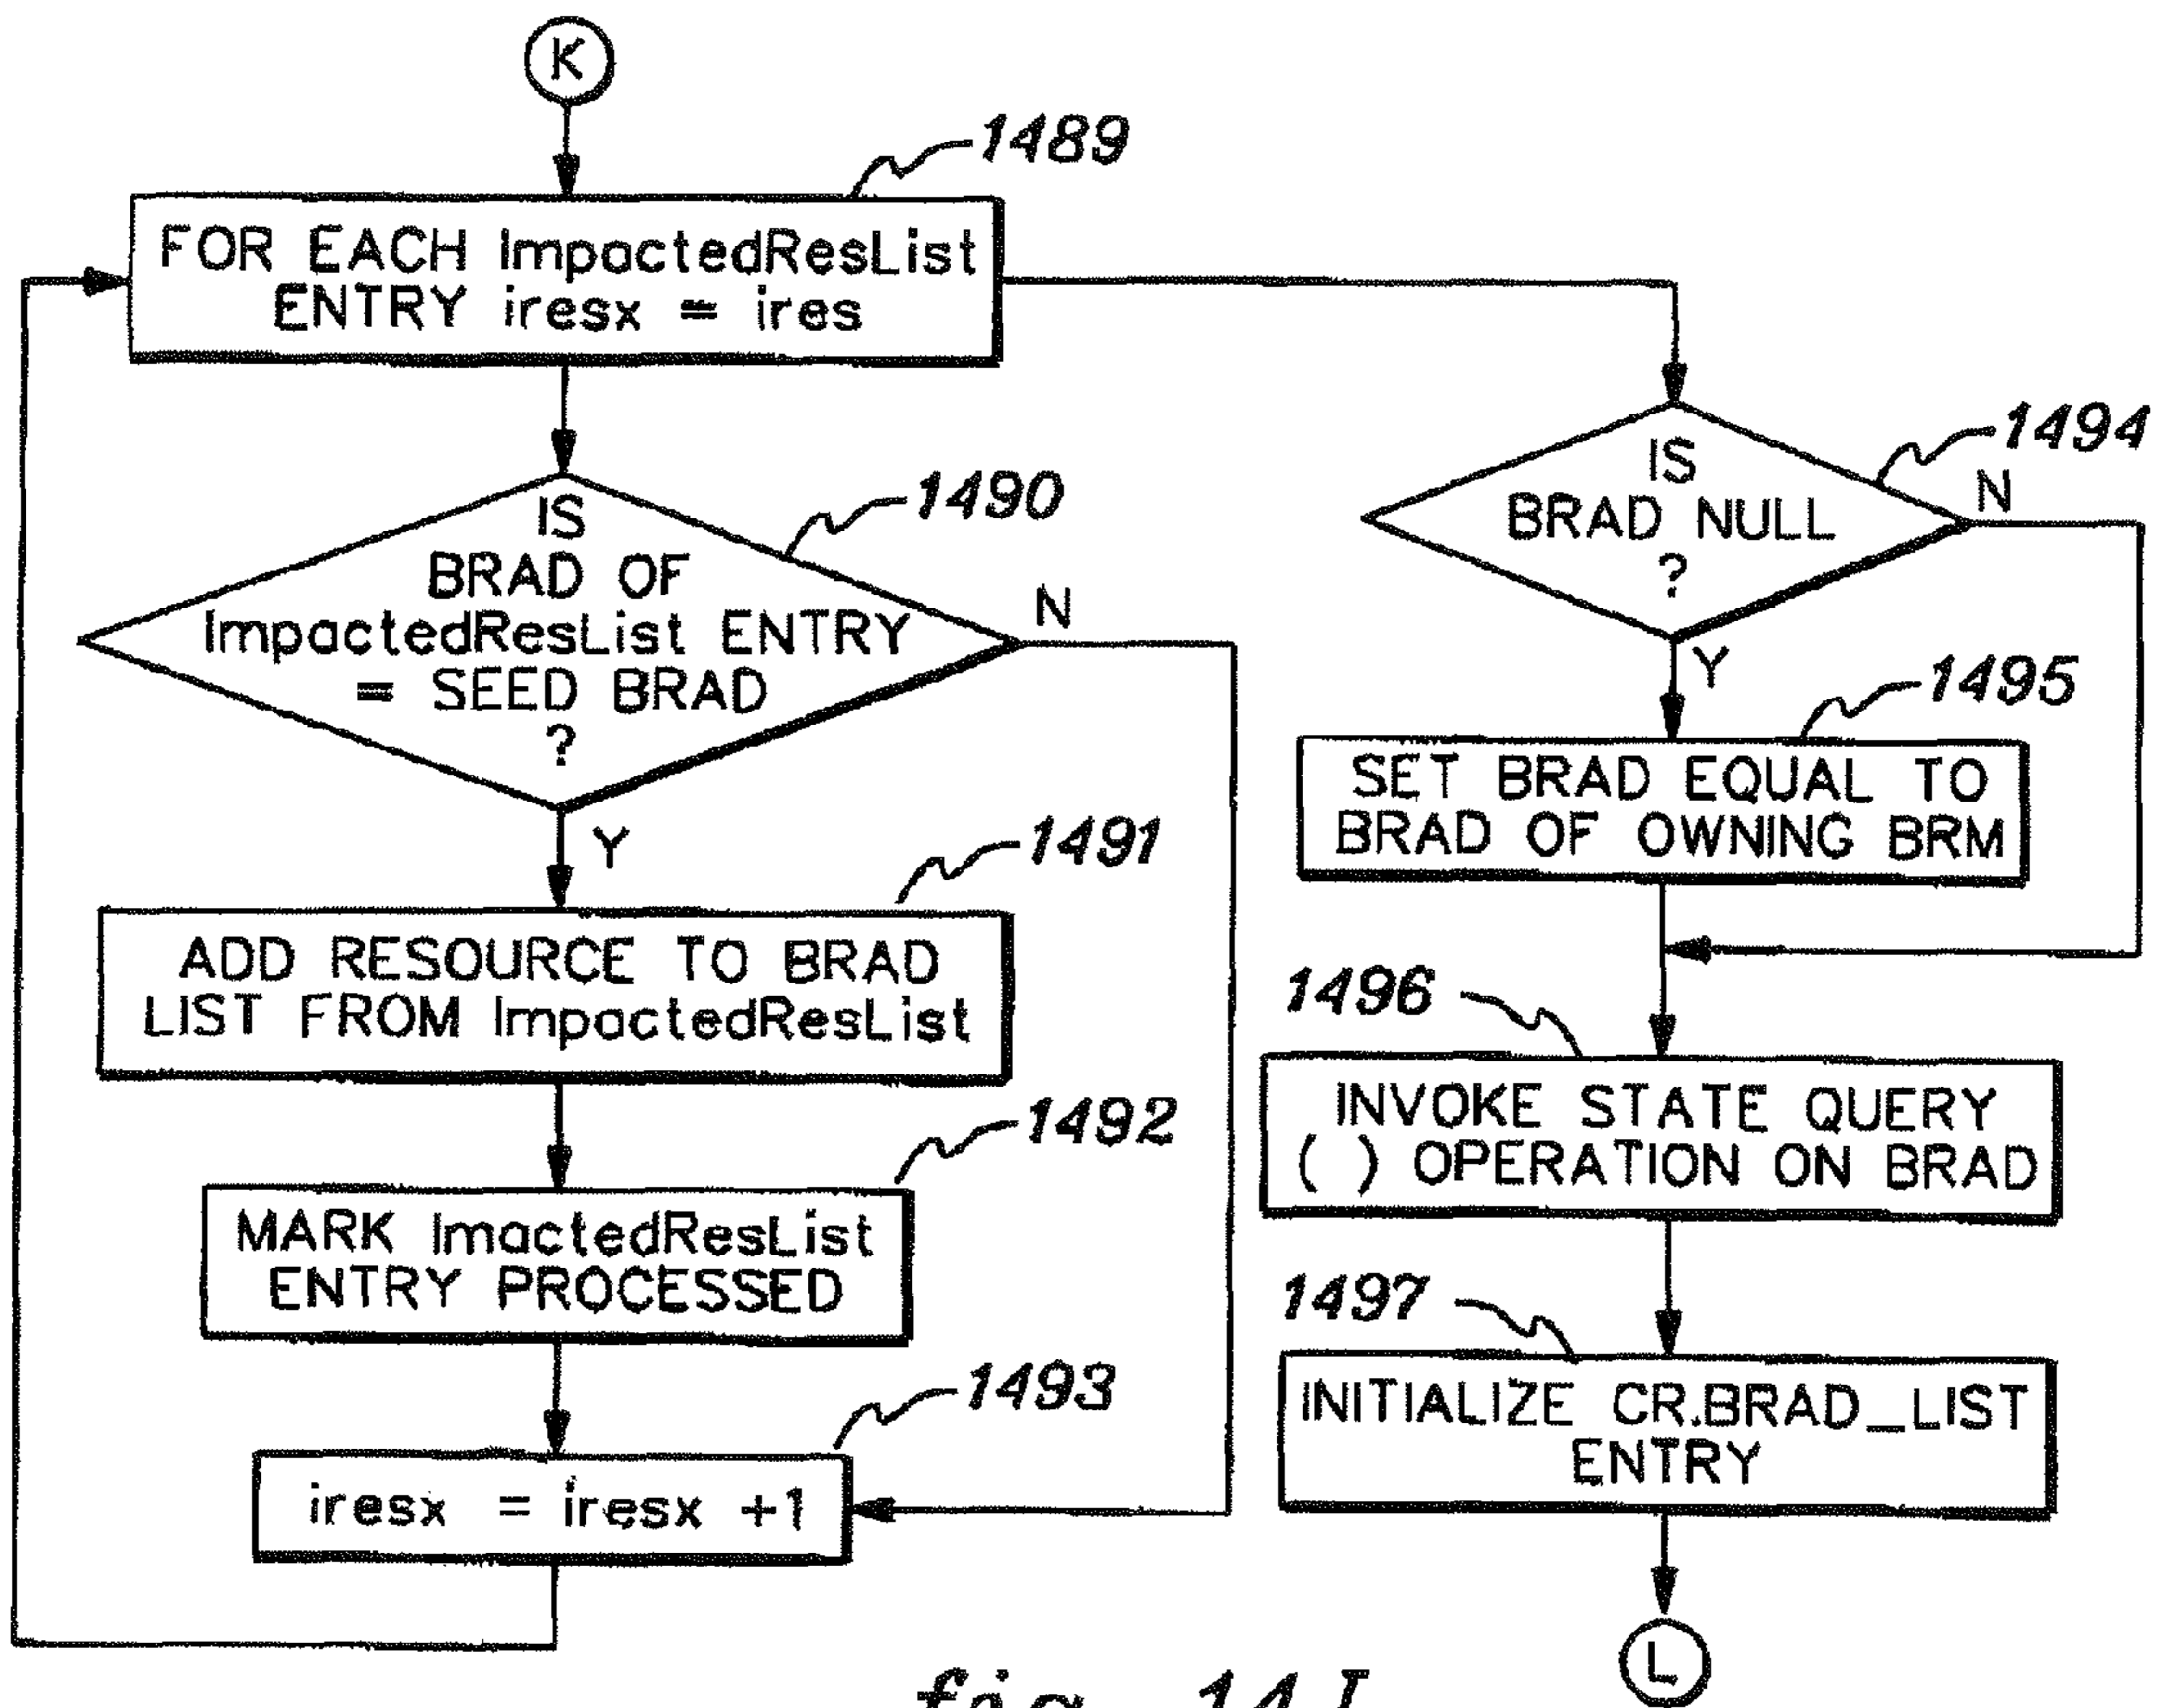 K
1489
FOR EACH ImpactedResList
ENTRY iresx = ires
IS
BRAD OF
ImpactedResList ENTRY
= SEED BRAD
?
1490
N
Y
1491
ADD RESOURCE TO BRAD
LIST FROM ImpactedResList
1492
MARK ImactedResList
ENTRY PROCESSED
1493
iresx = iresx +1
1494
IS
BRAD NULL
?
N
Y
1495
SET BRAD EQUAL TO
BRAD OF OWNING BRM
1496
INVOKE STATE QUERY
( ) OPERATION ON BRAD
1497
INITIALIZE CR.BRAD_LIST
ENTRY
L
fig. 14I